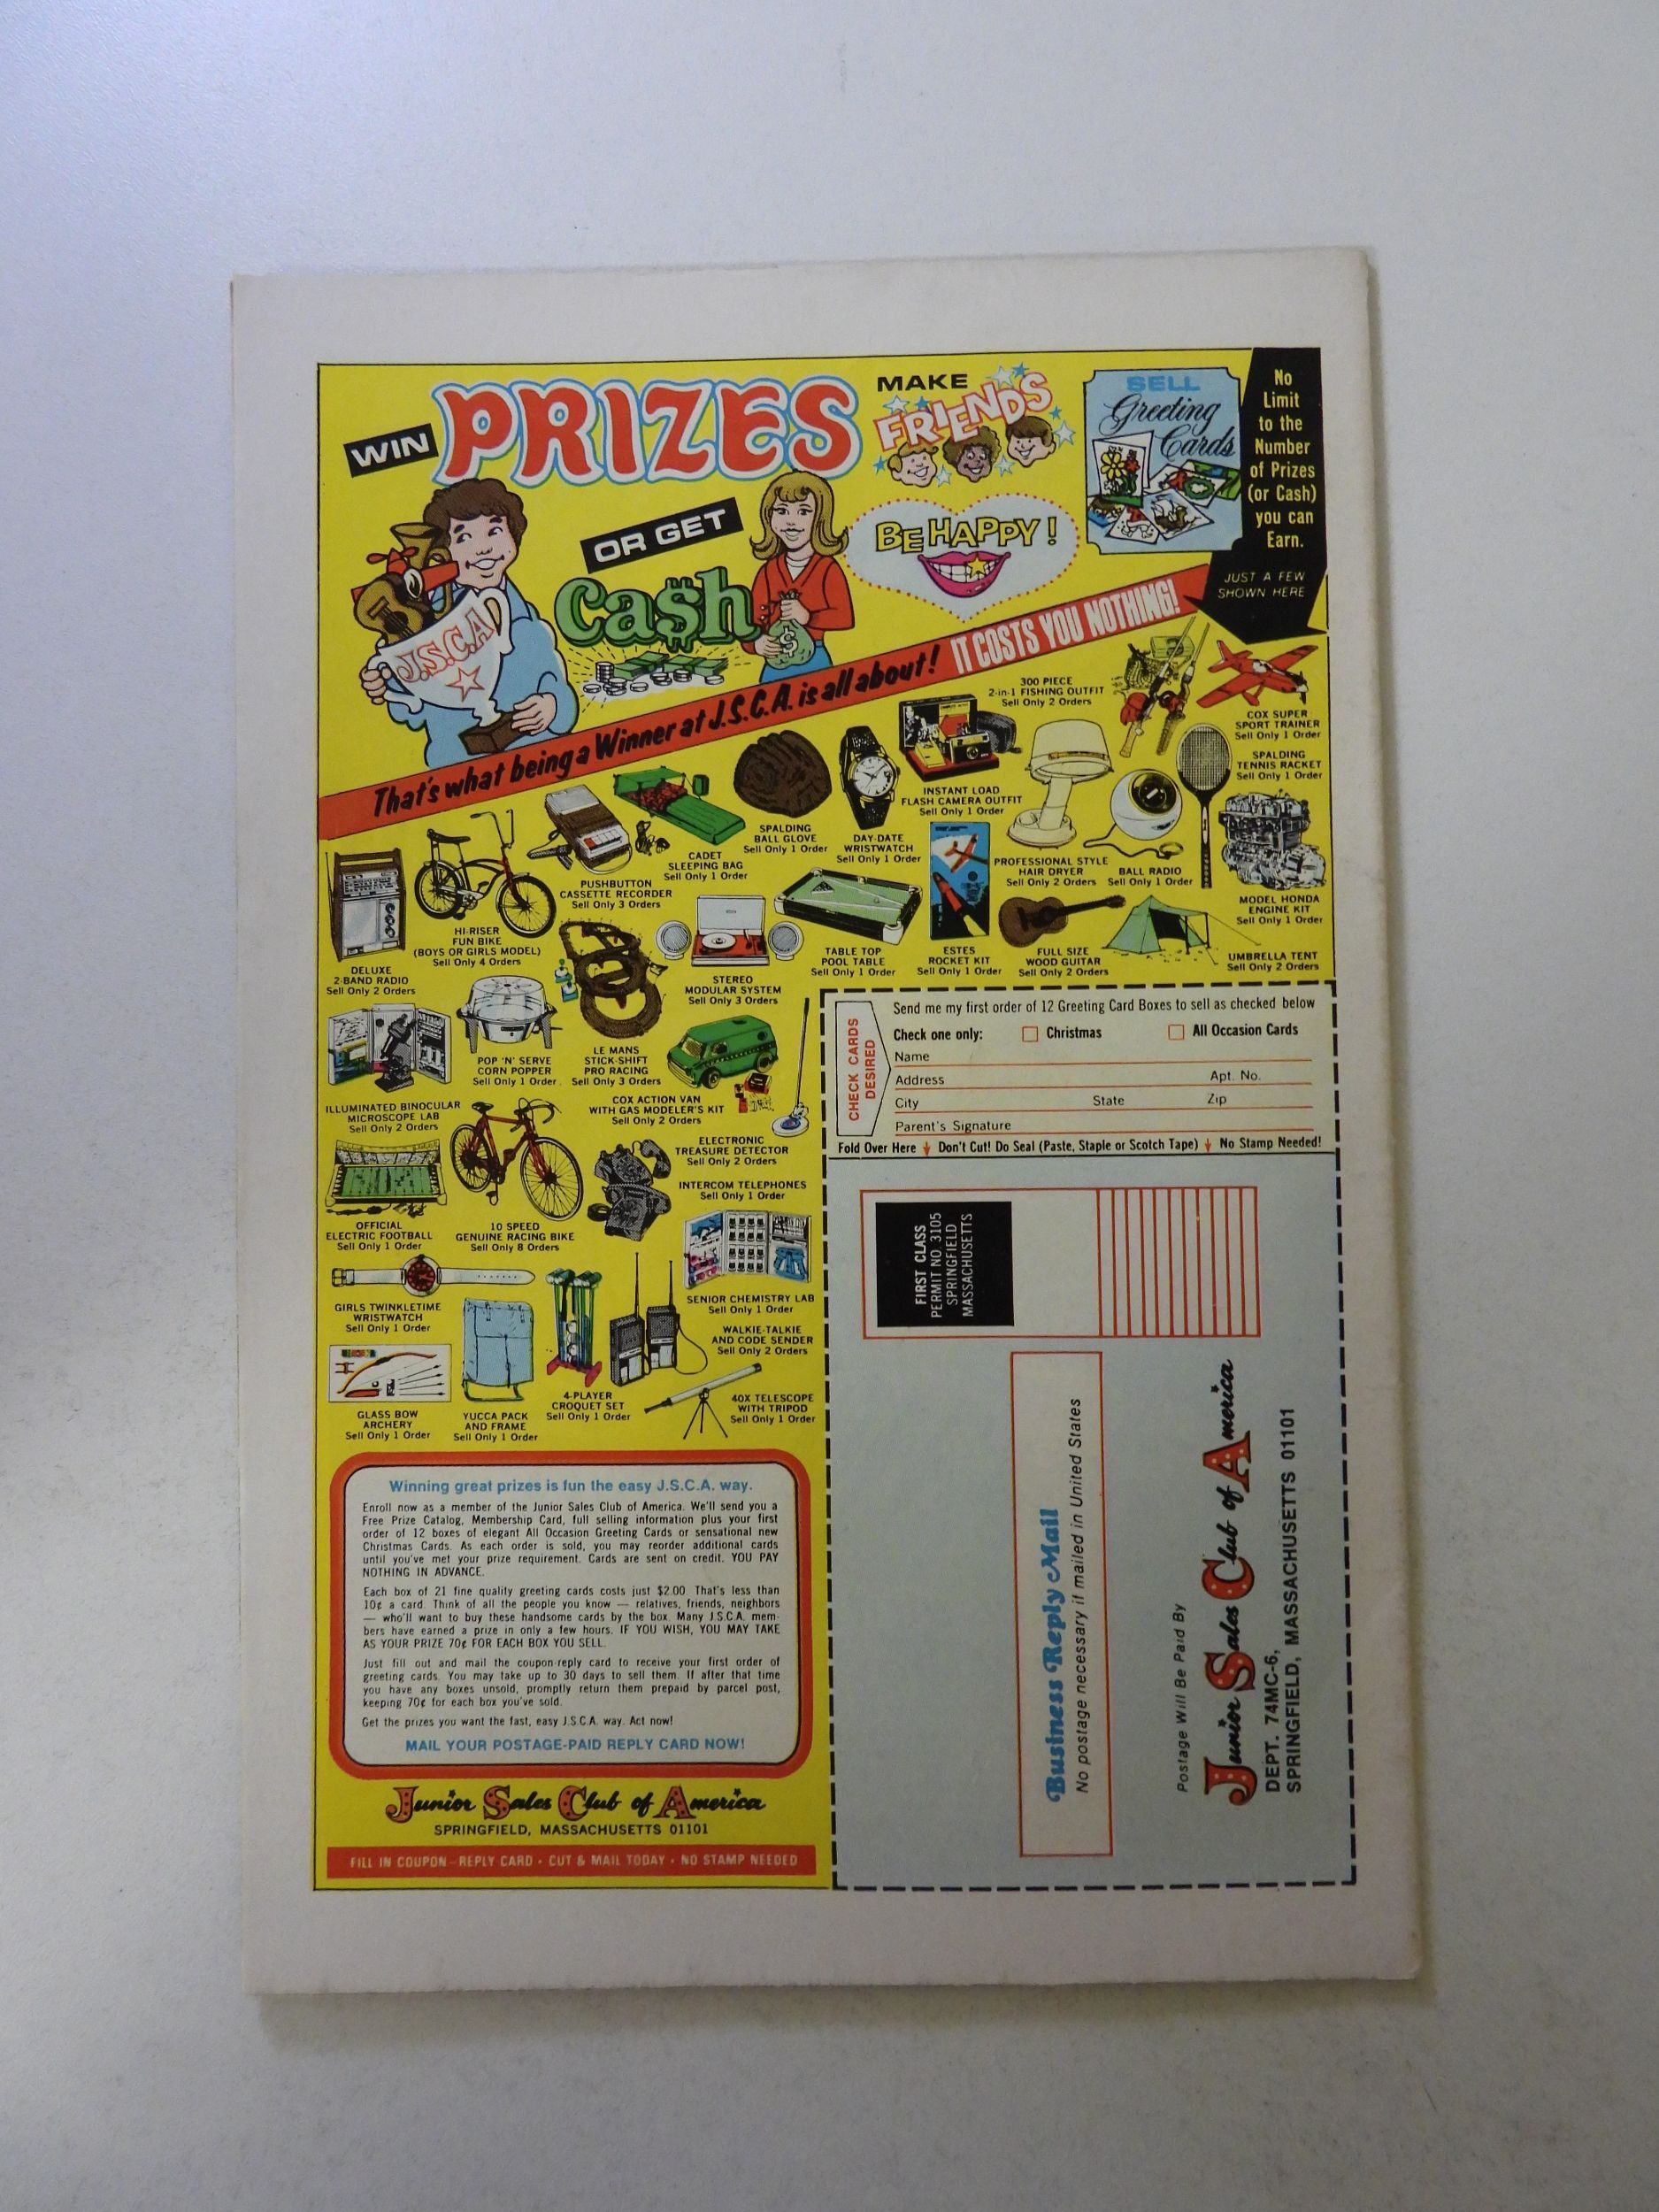 WIN PRIZES
MAKE
FRIENDS
SELL
Greeting
Cards
No
Limit
to the
Number
of Prizes
(or Cash)
you can
Earn.
JUST A FEW
SHOWN HERE
OR GET
Ca$h
BE HAPPY!
J.S.C.A.
$
That's what being a Winner at J.S.C.A. is all about! IT COSTS YOU NOTHING!
300 PIECE
2-in-1 FISHING OUTFIT
Sell Only 2 Orders
COX SUPER
SPORT TRAINER
Sell Only 1 Order
SPALDING
TENNIS RACKET
Sell Only 1 Order
INSTANT LOAD
FLASH CAMERA OUTFIT
Sell Only 1 Order
SPALDING
BALL GLOVE
Sell Only 1 Order
DAY-DATE
WRISTWATCH
Sell Only 1 Order
CADET
SLEEPING BAG
Sell Only 1 Order
PROFESSIONAL STYLE
HAIR DRYER
Sell Only 2 Orders
BALL RADIO
Sell Only 1 Order
PUSHBUTTON
CASSETTE RECORDER
Sell Only 3 Orders
MODEL HONDA
ENGINE KIT
Sell Only 1 Order
HI-RISER
FUN BIKE
(BOYS OR GIRLS MODEL)
Sell Only 4 Orders
TABLE TOP
POOL TABLE
Sell Only 1 Order
ESTES
ROCKET KIT
Sell Only 1 Order
FULL SIZE
WOOD GUITAR
Sell Only 2 Orders
UMBRELLA TENT
Sell Only 2 Orders
DELUXE
2-BAND RADIO
Sell Only 2 Orders
STEREO
MODULAR SYSTEM
Sell Only 3 Orders
POP 'N' SERVE
CORN POPPER
Sell Only 1 Order
LE MANS
STICK-SHIFT
PRO RACING
Sell Only 3 Orders
ILLUMINATED BINOCULAR
MICROSCOPE LAB
Sell Only 2 Orders
COX ACTION VAN
WITH GAS MODELER'S KIT
Sell Only 2 Orders
ELECTRONIC
TREASURE DETECTOR
Sell Only 2 Orders
INTERCOM TELEPHONES
Sell Only 1 Order
OFFICIAL
ELECTRIC FOOTBALL
Sell Only 1 Order
10 SPEED
GENUINE RACING BIKE
Sell Only 8 Orders
SENIOR CHEMISTRY LAB
Sell Only 1 Order
GIRLS TWINKLETIME
WRISTWATCH
Sell Only 1 Order
WALKIE-TALKIE
AND CODE SENDER
Sell Only 2 Orders
GLASS BOW
ARCHERY
Sell Only 1 Order
YUCCA PACK
AND FRAME
Sell Only 1 Order
4-PLAYER
CROQUET SET
Sell Only 1 Order
40X TELESCOPE
WITH TRIPOD
Sell Only 1 Order
Winning great prizes is fun the easy J.S.C.A. way.
Enroll now as a member of the Junior Sales Club of America. We'll send you a
Free Prize Catalog, Membership Card, full selling information plus your first
order of 12 boxes of elegant All Occasion Greeting Cards or sensational new
Christmas Cards. As each order is sold, you may reorder additional cards
until you've met your prize requirement. Cards are sent on credit. YOU PAY
NOTHING IN ADVANCE.
Each box of 21 fine quality greeting cards costs just $2.00. That's less than
10¢ a card. Think of all the people you know — relatives, friends, neighbors
— who'll want to buy these handsome cards by the box. Many J.S.C.A. mem-
bers have earned a prize in only a few hours. IF YOU WISH, YOU MAY TAKE
AS YOUR PRIZE 70¢ FOR EACH BOX YOU SELL.
Just fill out and mail the coupon-reply card to receive your first order of
greeting cards. You may take up to 30 days to sell them. If after that time
you have any boxes unsold, promptly return them prepaid by parcel post,
keeping 70¢ for each box you've sold.
Get the prizes you want the fast, easy J.S.C.A. way. Act now!
MAIL YOUR POSTAGE-PAID REPLY CARD NOW!
Junior Sales Club of America
SPRINGFIELD, MASSACHUSETTS 01101
FILL IN COUPON - REPLY CARD • CUT & MAIL TODAY • NO STAMP NEEDED
CHECK CARDS
DESIRED
Send me my first order of 12 Greeting Card Boxes to sell as checked below
Check one only: Christmas All Occasion Cards
Name
Address Apt. No.
City State Zip
Parent's Signature
Fold Over Here Don't Cut! Do Seal (Paste, Staple or Scotch Tape) No Stamp Needed!
FIRST CLASS
PERMIT NO. 3105
SPRINGFIELD
MASSACHUSETTS
Business Reply Mail
No postage necessary if mailed in United States
Postage Will Be Paid By
Junior Sales Club of America
DEPT. 74MC-6,
SPRINGFIELD, MASSACHUSETTS 01101